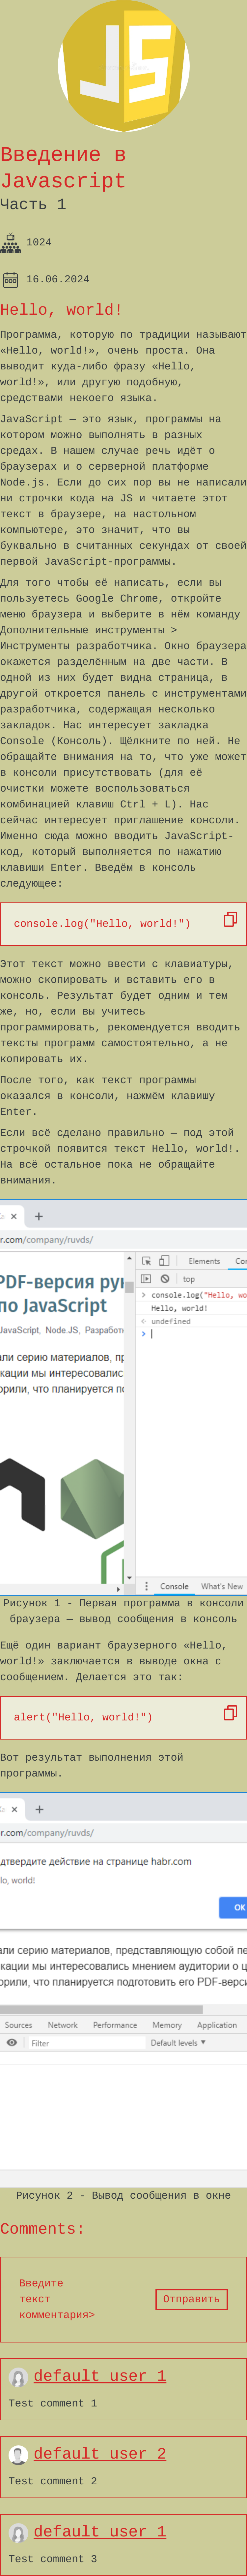 JS
Введение в
Javascript
Часть 1
1024
16.06.2024
Hello, world!
Программа, которую по традиции называют
«Hello, world!», очень проста. Она
выводит куда-либо фразу «Hello,
world!», или другую подобную,
средствами некоего языка.
JavaScript — это язык, программы на
котором можно выполнять в разных
средах. В нашем случае речь идёт о
браузерах и о серверной платформе
Node.js. Если до сих пор вы не написали
ни строчки кода на JS и читаете этот
текст в браузере, на настольном
компьютере, это значит, что вы
буквально в считанных секундах от своей
первой JavaScript-программы.
Для того чтобы её написать, если вы
пользуетесь Google Chrome, откройте
меню браузера и выберите в нём команду
Дополнительные инструменты >
Инструменты разработчика. Окно браузера
окажется разделённым на две части. В
одной из них будет видна страница, в
другой откроется панель с инструментами
разработчика, содержащая несколько
закладок. Нас интересует закладка
Console (Консоль). Щёлкните по ней. Не
обращайте внимания на то, что уже может
в консоли присутствовать (для её
очистки можете воспользоваться
комбинацией клавиш Ctrl + L). Нас
сейчас интересует приглашение консоли.
Именно сюда можно вводить JavaScript-
код, который выполняется по нажатию
клавиши Enter. Введём в консоль
следующее:
console.log("Hello, world!")
Этот текст можно ввести с клавиатуры,
можно скопировать и вставить его в
консоль. Результат будет одним и тем
же, но, если вы учитесь
программировать, рекомендуется вводить
тексты программ самостоятельно, а не
копировать их.
После того, как текст программы
оказался в консоли, нажмём клавишу
Enter.
Если всё сделано правильно — под этой
строчкой появится текст Hello, world!.
На всё остальное пока не обращайте
внимания.
r.com/company/ruvds/
PDF-версия ру
по JavaScript
JavaScript, Node.JS, Разработ
али серию материалов, п
кации мы интересовались
орили, что планируется по
Elements Co
top
console.log("Hello, wo
Hello, world!
undefined
Console What's New
Рисунок 1 - Первая программа в консоли
браузера — вывод сообщения в консоль
Ещё один вариант браузерного «Hello,
world!» заключается в выводе окна с
сообщением. Делается это так:
alert("Hello, world!")
Вот результат выполнения этой
программы.
r.com/company/ruvds/
дтвердите действие на странице habr.com
lo, world!
OK
али серию материалов, представляющую собой пе
кации мы интересовались мнением аудитории о ц
орили, что планируется подготовить его PDF-верси
Sources Network Performance Memory Application
Filter Default levels ▼
Рисунок 2 - Вывод сообщения в окне
Comments:
Введите
текст
комментария>
Отправить
default user 1
Test comment 1
default user 2
Test comment 2
default user 1
Test comment 3